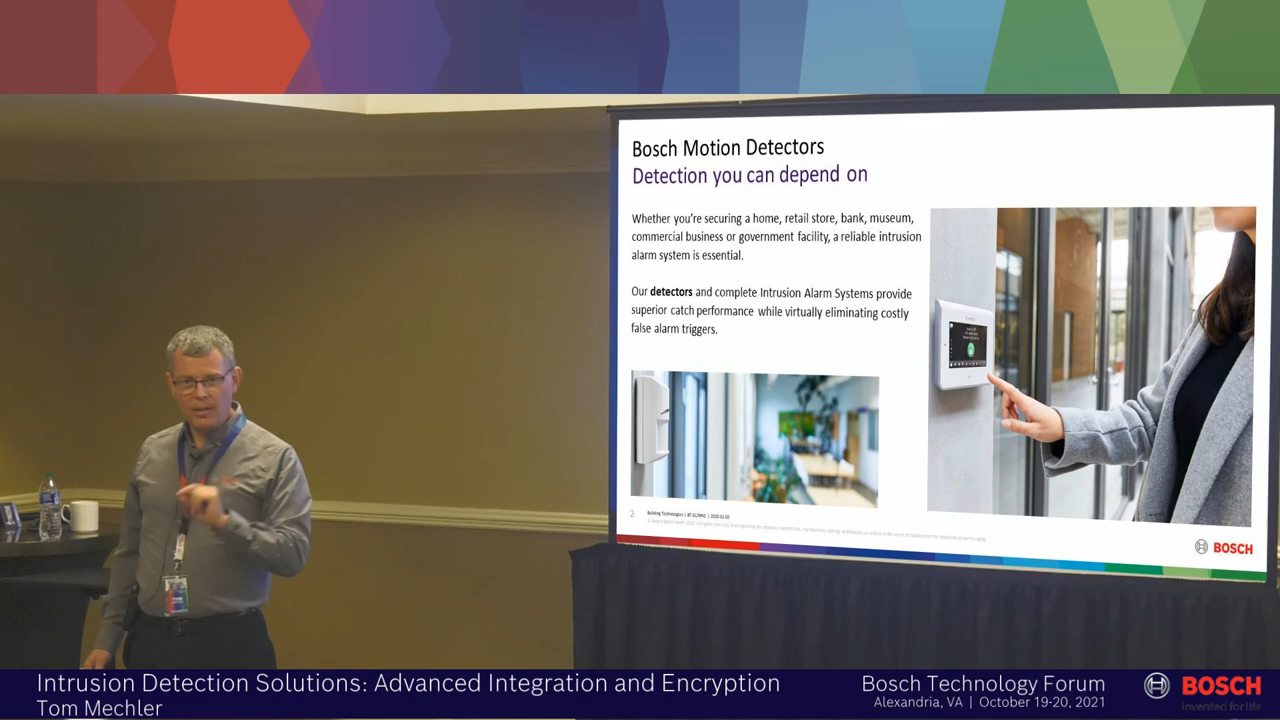 Bosch Motion Detectors
Detection you can depend on
Whether you're securing a home, retail store, bank, museum,
commercial business or government facility, a reliable intrusion
alarm system is essential.
Our detectors and complete Intrusion Alarm Systems provide
superior catch performance while virtually eliminating costly
false alarm triggers.
2
Building Technologies |
BOSCH
Intrusion Detection Solutions: Advanced Integration and Encryption
Tom Mechler
Bosch Technology Forum
Alexandria, VA | October 19-20, 2021
BOSCH
Invented for life